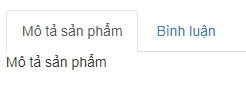 Mô tả sản phẩm Bình luận
Mô tả sản phẩm